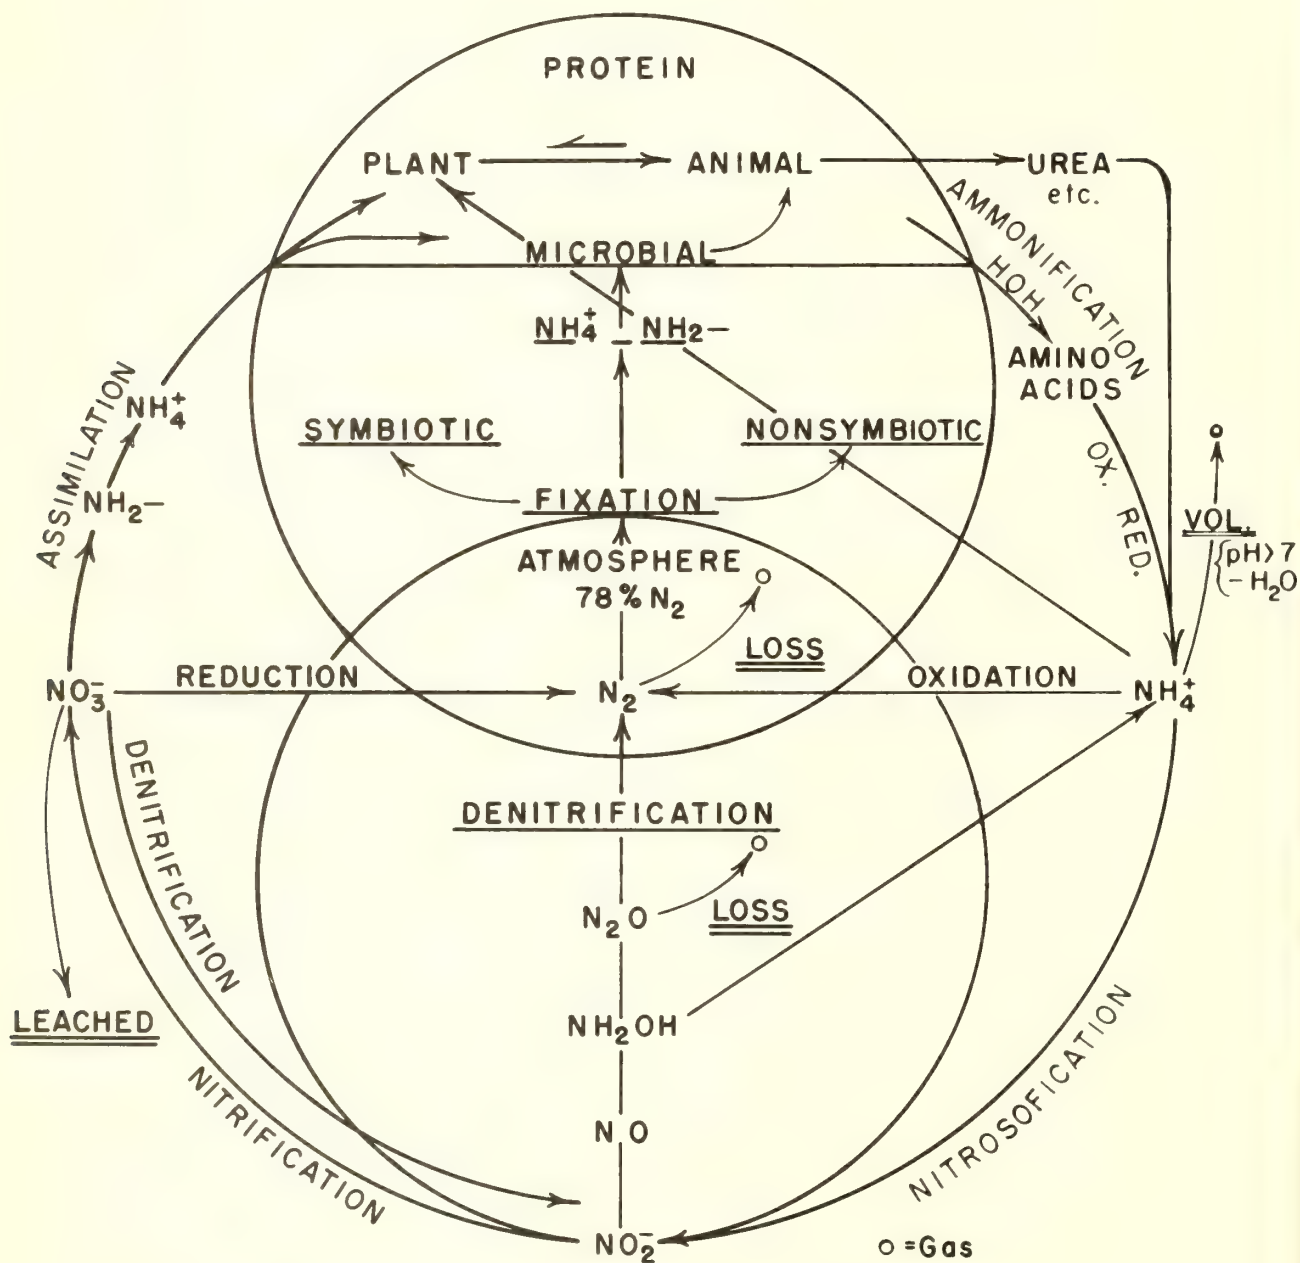 PROTEIN
PLANT
ANIMAL
UREA
etc.
MICROBIAL
AMMONIFICATION
HOH
NH₄⁺ – NH₂–
AMINO
ACIDS
ASSIMILATION
NH₄⁺
SYMBIOTIC
NONSYMBIOTIC
OX. RED.
NH₂–
FIXATION
VOL.
pH>7
–H₂O
ATMOSPHERE
78% N₂
LOSS
NO₃⁻
REDUCTION
N₂
OXIDATION
NH₄⁺
DENITRIFICATION
DENITRIFICATION
N₂O
LOSS
LEACHED
NH₂OH
NITRIFICATION
NO
NITROSOFICATION
NO₂⁻
o =Gas